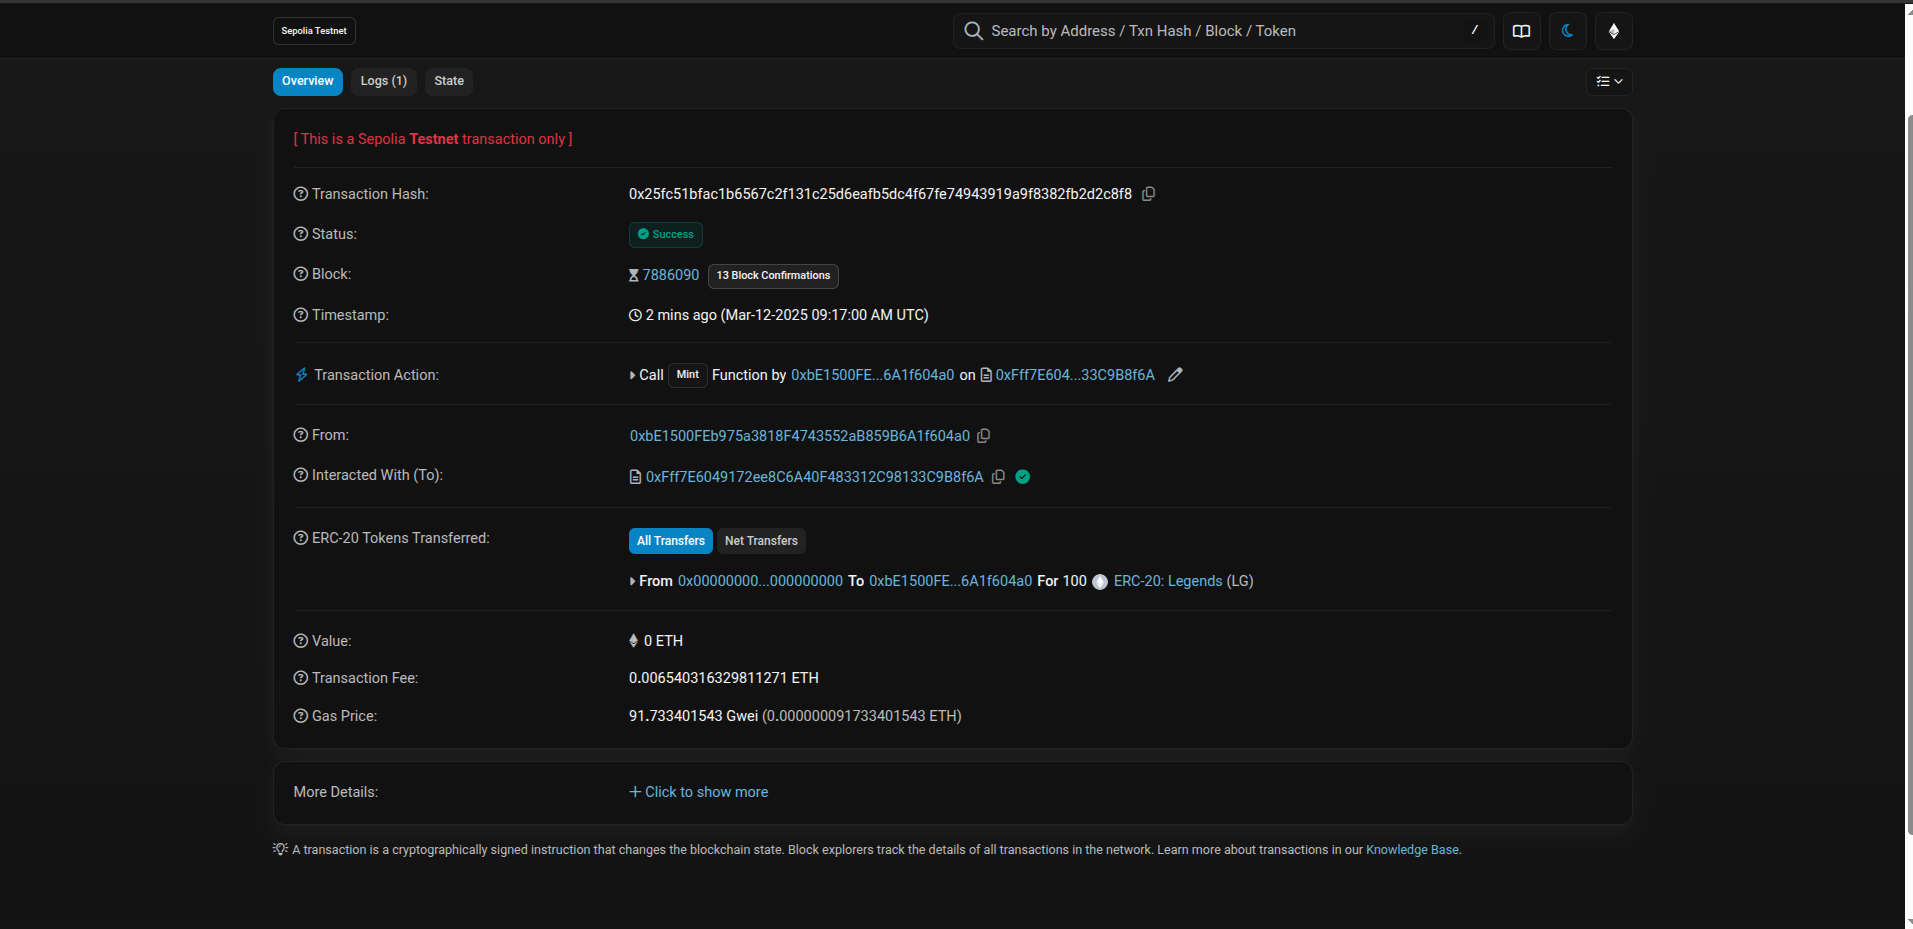 Sepolia Testnet
Search by Address / Txn Hash / Block / Token /
Overview Logs (1) State
[ This is a Sepolia Testnet transaction only ]
Transaction Hash: 0x25fc51bfac1b6567c2f131c25d6eafb5dc4f67fe74943919a9f8382fb2d2c8f8
Status: Success
Block: 7886090 13 Block Confirmations
Timestamp: 2 mins ago (Mar-12-2025 09:17:00 AM UTC)
Transaction Action: Call Mint Function by 0xbE1500FE...6A1f604a0 on 0xFff7E604...33C9B8f6A
From: 0xbE1500FEb975a3818F4743552aB859B6A1f604a0
Interacted With (To): 0xFff7E6049172ee8C6A40F483312C98133C9B8f6A
ERC-20 Tokens Transferred: All Transfers Net Transfers
From 0x00000000...000000000 To 0xbE1500FE...6A1f604a0 For 100 ERC-20: Legends (LG)
Value: 0 ETH
Transaction Fee: 0.006540316329811271 ETH
Gas Price: 91.733401543 Gwei (0.000000091733401543 ETH)
More Details: Click to show more
A transaction is a cryptographically signed instruction that changes the blockchain state. Block explorers track the details of all transactions in the network. Learn more about transactions in our Knowledge Base.